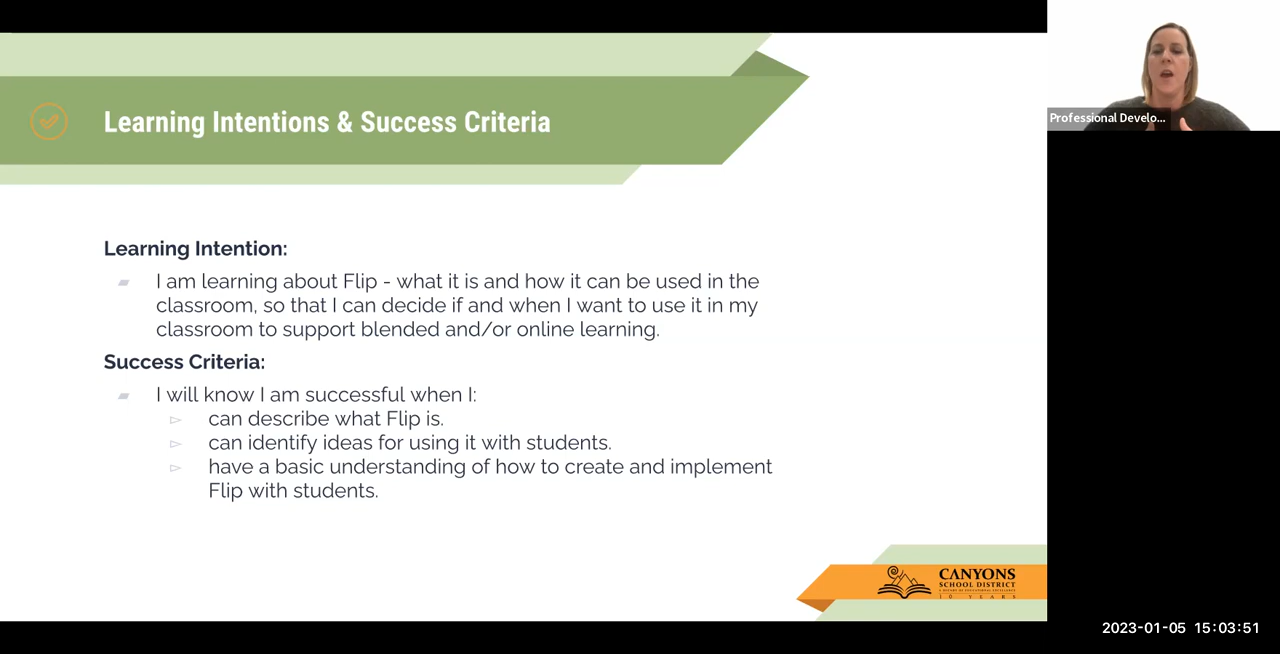 Learning Intentions & Success Criteria
Professional Develo...
Learning Intention:
I am learning about Flip - what it is and how it can be used in the
classroom, so that I can decide if and when I want to use it in my
classroom to support blended and/or online learning.
Success Criteria:
I will know I am successful when I:
can describe what Flip is.
can identify ideas for using it with students.
have a basic understanding of how to create and implement
Flip with students.
CANYONS
SCHOOL DISTRICT
10 YEARS
2023-01-05 15:03:51